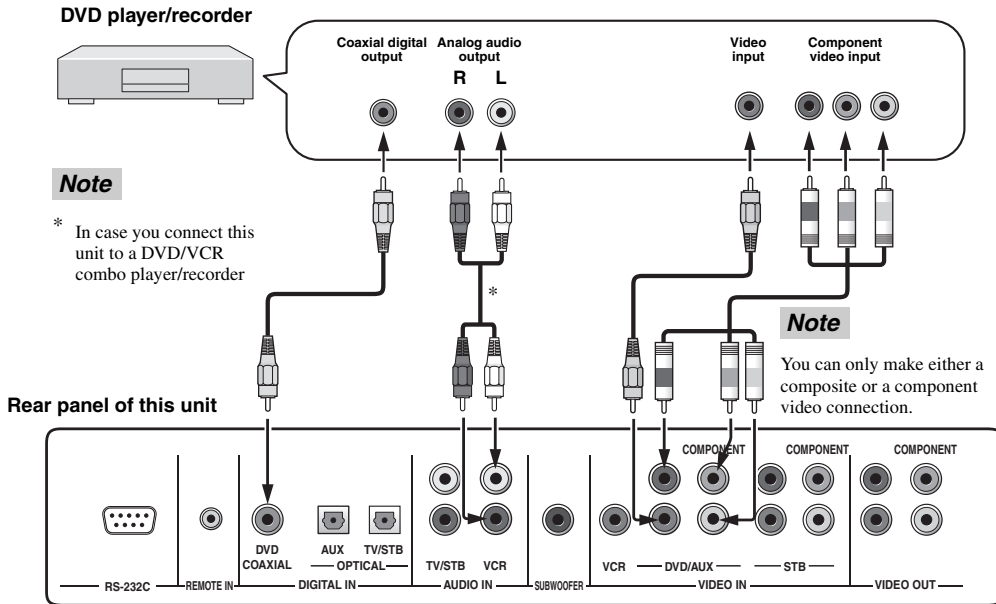 DVD player/recorder
Coaxial digital
output
Analog audio
output
R L
Video
input
Component
video input
Note
* In case you connect this
unit to a DVD/VCR
combo player/recorder
*
Note
You can only make either a
composite or a component
video connection.
Rear panel of this unit
COMPONENT
COMPONENT
COMPONENT
DVD
COAXIAL
AUX TV/STB
OPTICAL
TV/STB VCR
VCR DVD/AUX STB
RS-232C REMOTE IN DIGITAL IN AUDIO IN SUBWOOFER VIDEO IN VIDEO OUT